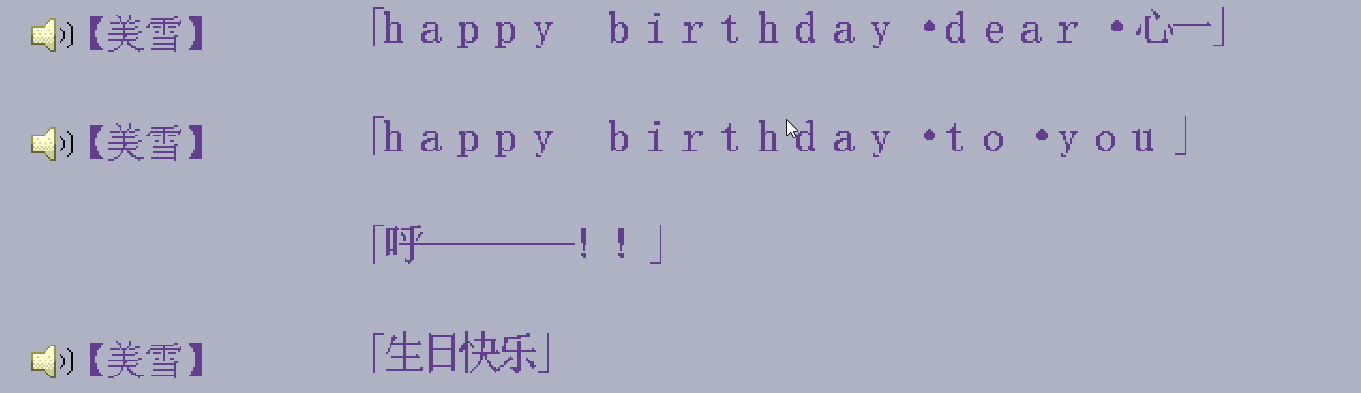 【美雪】 「ｈａｐｐｙ　ｂｉｒｔｈｄａｙ・ｄｅａｒ・心一」
【美雪】 「ｈａｐｐｙ　ｂｉｒｔｈｄａｙ・ｔｏ・ｙｏｕ」
「呼————！！」
【美雪】 「生日快乐」